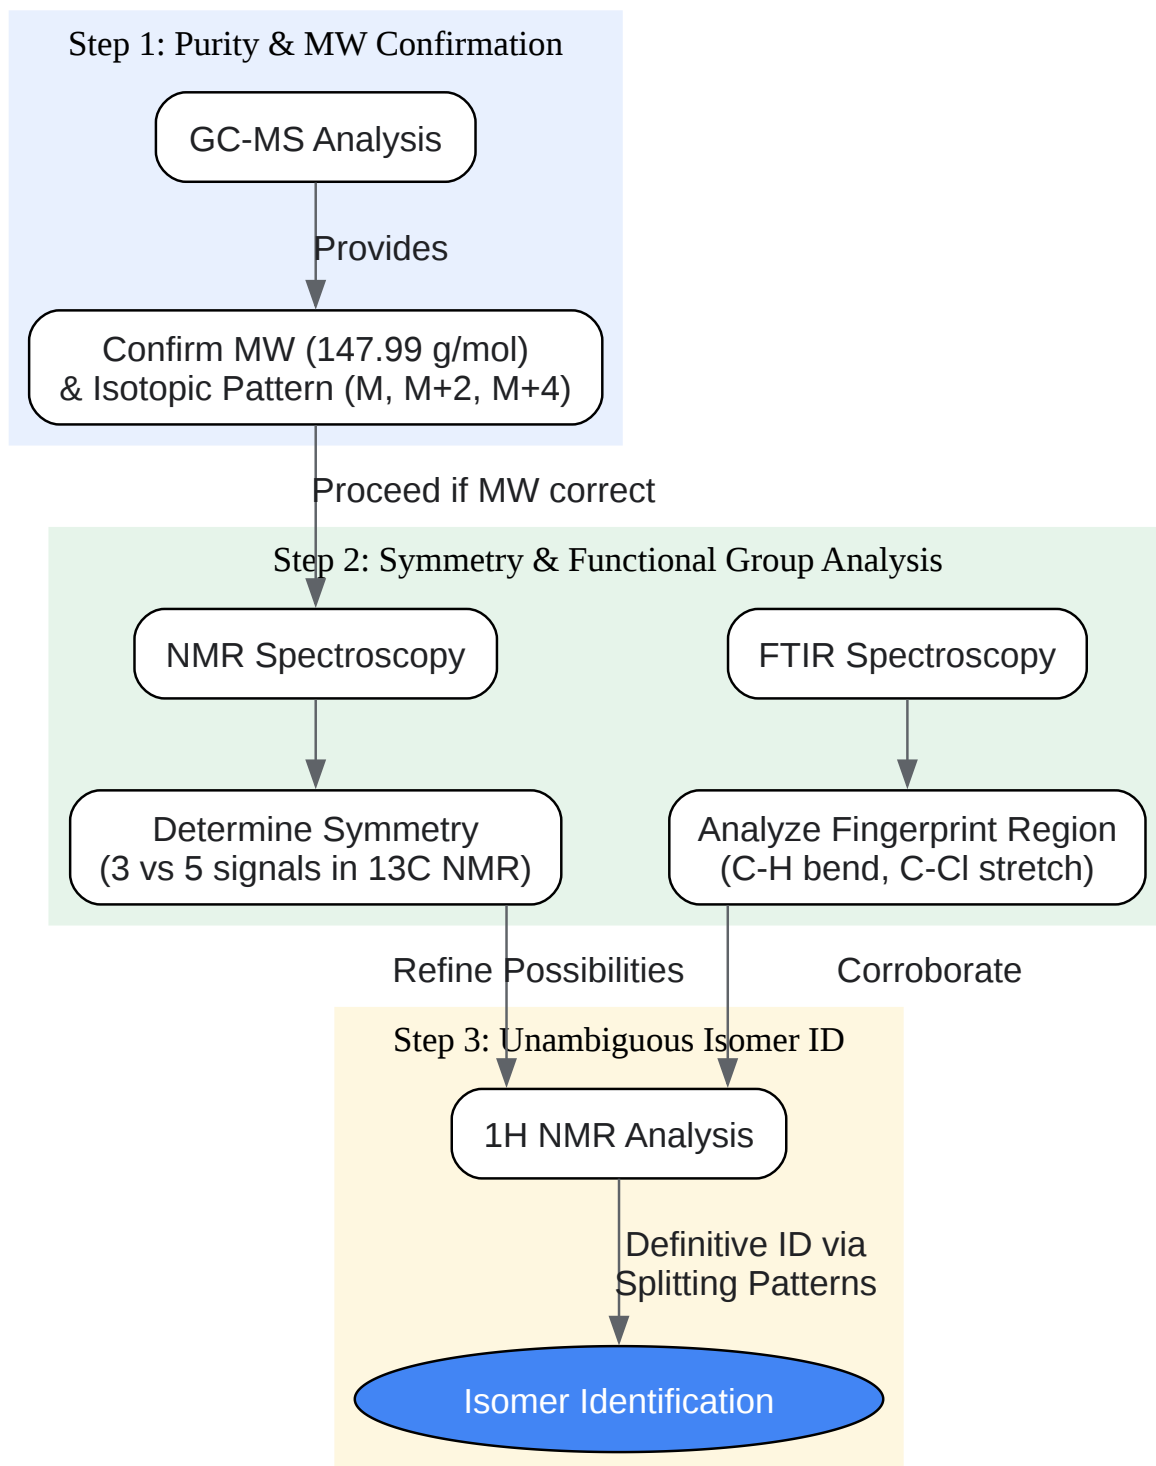 Step 1: Purity & MW Confirmation
GC-MS Analysis
Provides
Confirm MW (147.99 g/mol)
& Isotopic Pattern (M, M+2, M+4)
Proceed if MW correct
Step 2: Symmetry & Functional Group Analysis
NMR Spectroscopy
FTIR Spectroscopy
Determine Symmetry
(3 vs 5 signals in 13C NMR)
Analyze Fingerprint Region
(C-H bend, C-Cl stretch)
Refine Possibilities
Corroborate
Step 3: Unambiguous Isomer ID
1H NMR Analysis
Definitive ID via
Splitting Patterns
Isomer Identification